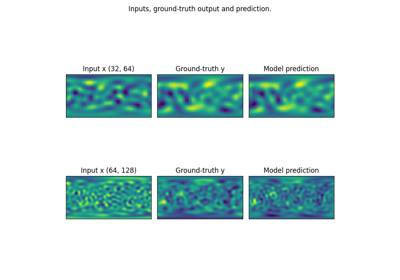 Inputs, ground-truth output and prediction.
Input x (32, 64)
Ground-truth y
Model prediction
Input x (64, 128)
Ground-truth y
Model prediction